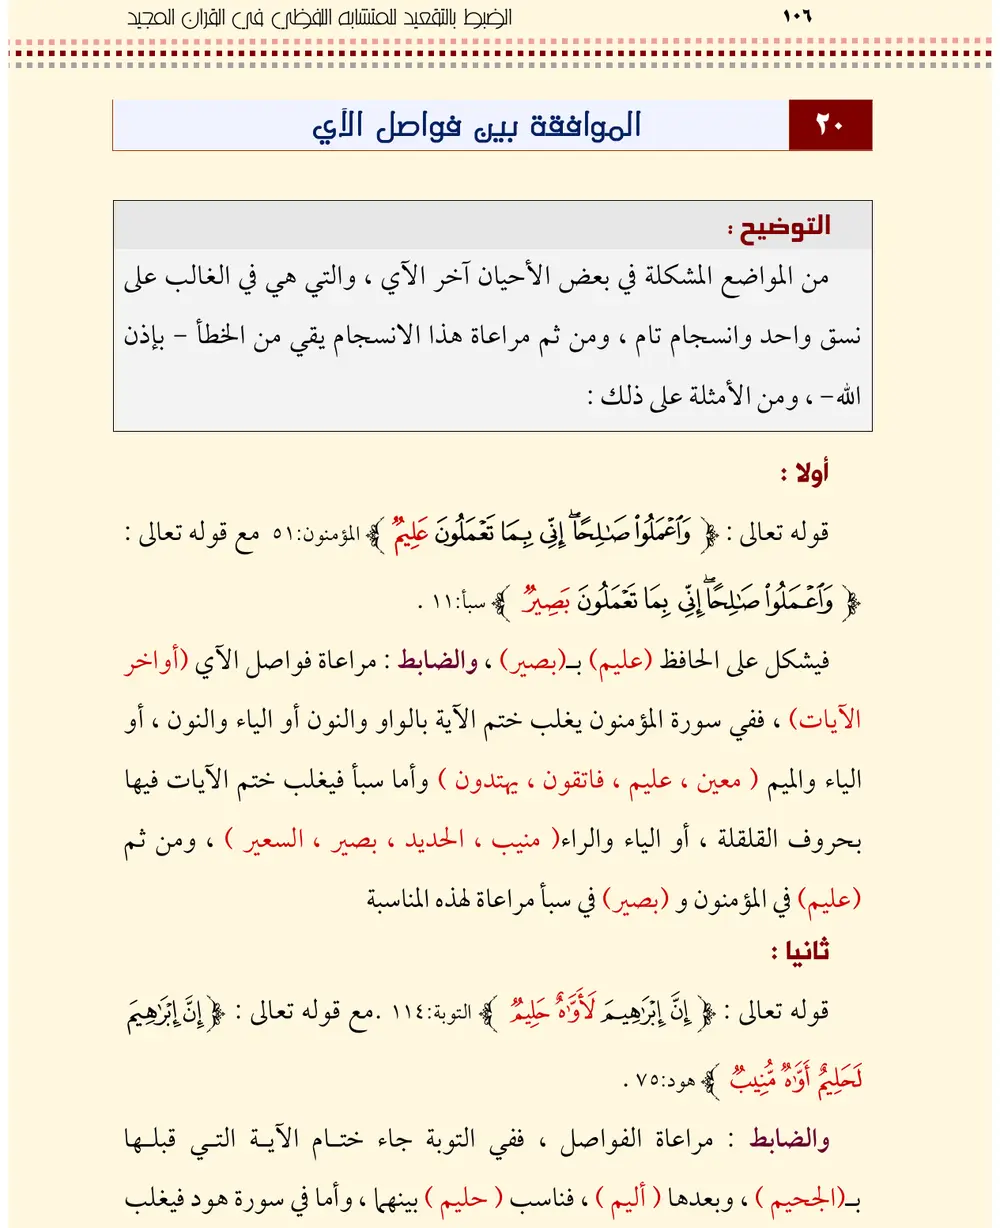 ١٠٦ الضبط بالتقعيد للمتشابه اللفظي في القرآن المجيد
٢٠ الموافقة بين فواصل الآي
التوضيح :
من المواضع المشكلة في بعض الأحيان آخر الآي ، والتي هي في الغالب على
نسق واحد وانسجام تام ، ومن ثم مراعاة هذا الانسجام يقي من الخطأ – بإذن
الله– ، ومن الأمثلة على ذلك :
أولا :
قوله تعالى : ﴿ وَٱعۡمَلُواْ صَٰلِحًاۖ إِنِّي بِمَا تَعۡمَلُونَ عَلِيمٞ ﴾ المؤمنون:٥١ مع قوله تعالى :
﴿ وَٱعۡمَلُواْ صَٰلِحًاۖ إِنِّي بِمَا تَعۡمَلُونَ بَصِيرٞ ﴾ سبأ:١١ .
فيشكل على الحافظ (عليم) بـ(بصير) ، والضابط : مراعاة فواصل الآي (أواخر
الآيات) ، ففي سورة المؤمنون يغلب ختم الآية بالواو والنون أو الياء والنون ، أو
الياء والميم ( معين ، عليم ، فاتقون ، يهتدون ) وأما سبأ فيغلب ختم الآيات فيها
بحروف القلقلة ، أو الياء والراء( منيب ، الحديد ، بصير ، السعير ) ، ومن ثم
(عليم) في المؤمنون و (بصير) في سبأ مراعاة لهذه المناسبة
ثانيا :
قوله تعالى : ﴿ إِنَّ إِبۡرَٰهِيمَ لَأَوَّٰهٌ حَلِيمٞ ﴾ التوبة:١١٤ .مع قوله تعالى : ﴿ إِنَّ إِبۡرَٰهِيمَ
لَحَلِيمٌ أَوَّٰهٞ مُّنِيبٞ ﴾ هود:٧٥ .
والضابط : مراعاة الفواصل ، ففي التوبة جاء ختـام الآيـة التـي قبلـها
بـ(الجحيم ) ، وبعدها ( أليم ) ، فناسب ( حليم ) بينهما ، وأما في سورة هود فيغلب